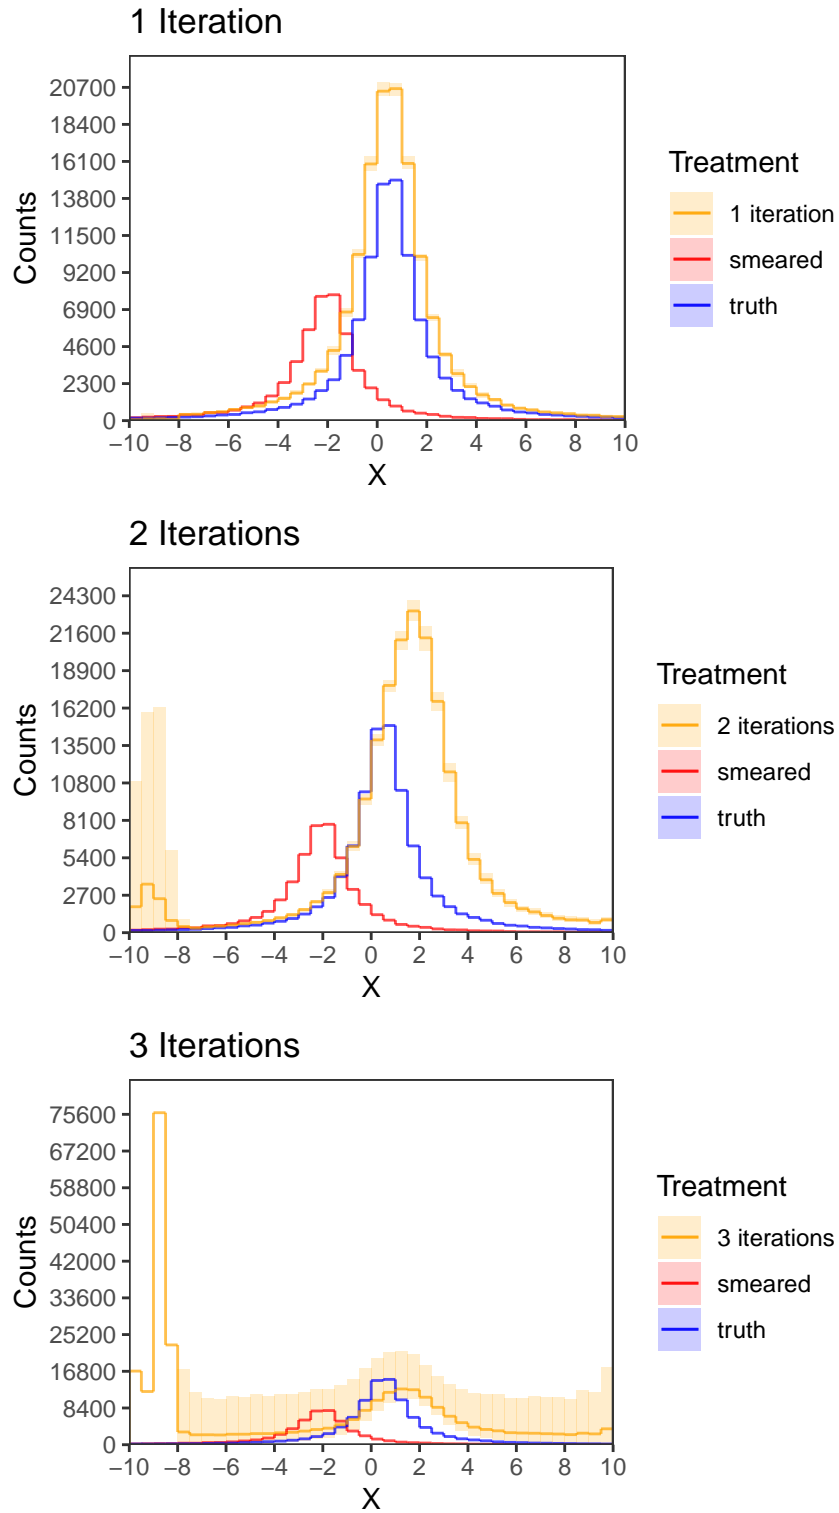 1 Iteration
20700
18400
16100
13800
11500
9200
6900
4600
2300
0
Counts
−10 −8 −6 −4 −2 0 2 4 6 8 10
X
Treatment
1 iteration
smeared
truth
2 Iterations
24300
21600
18900
16200
13500
10800
8100
5400
2700
0
Counts
−10 −8 −6 −4 −2 0 2 4 6 8 10
X
Treatment
2 iterations
smeared
truth
3 Iterations
75600
67200
58800
50400
42000
33600
25200
16800
8400
0
Counts
−10 −8 −6 −4 −2 0 2 4 6 8 10
X
Treatment
3 iterations
smeared
truth